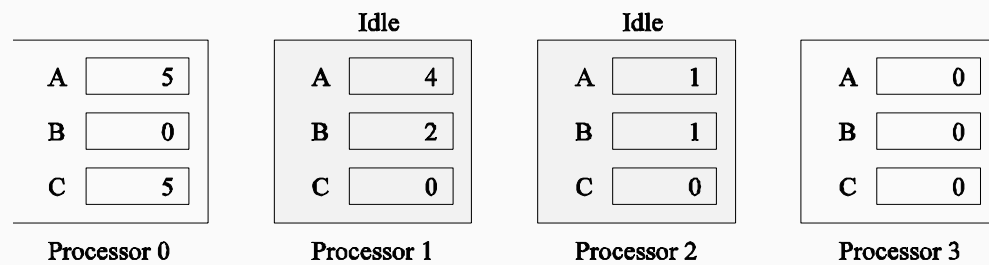 Idle Idle
A 5 A 4 A 1 A 0
B 0 B 2 B 1 B 0
C 5 C 0 C 0 C 0
Processor 0 Processor 1 Processor 2 Processor 3